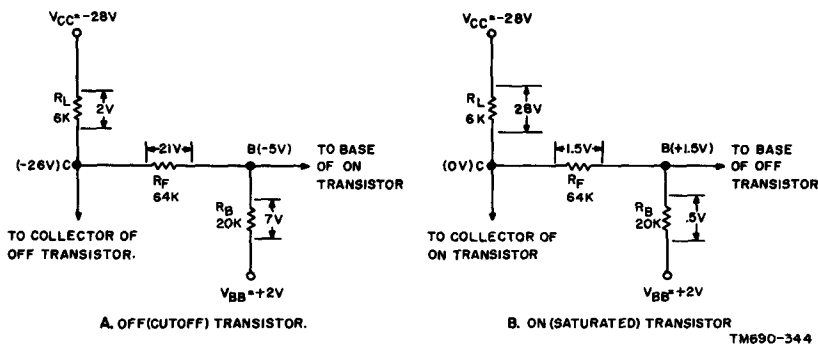 VCC=-28V
RL
6K
2V
21V
B(-5V)
TO BASE
OF ON
TRANSISTOR
(-26V)C
RF
64K
RB
20K
7V
TO COLLECTOR OF
OFF TRANSISTOR.
VBB=+2V
A. OFF(CUTOFF) TRANSISTOR.
VCC=-28V
RL
6K
28V
1.5V
B(+1.5V)
TO BASE
OF OFF
TRANSISTOR
(0V)C
RF
64K
RB
20K
.5V
TO COLLECTOR OF
ON TRANSISTOR
VBB=+2V
B. ON(SATURATED) TRANSISTOR
TM690-344